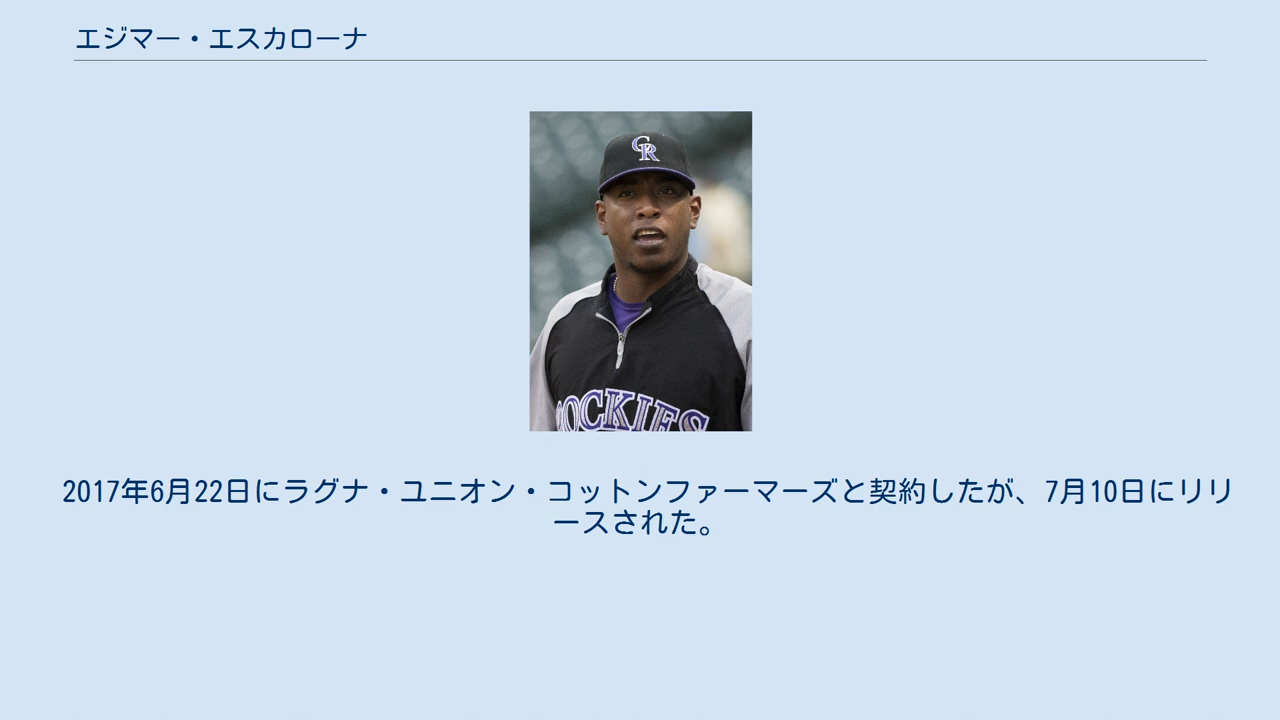 エジマー・エスカローナ
CR
ROCKIES
2017年6月22日にラグナ・ユニオン・コットンファーマーズと契約したが、7月10日にリリ
ースされた。